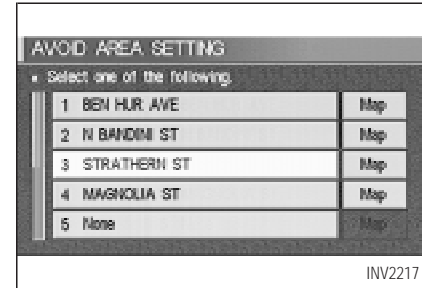 AVOID AREA SETTING
Select one of the following.
1 BEN HUR AVE Map
2 N BANDINI ST Map
3 STRATHERN ST Map
4 MAGNOLIA ST Map
5 None Map
INV2217